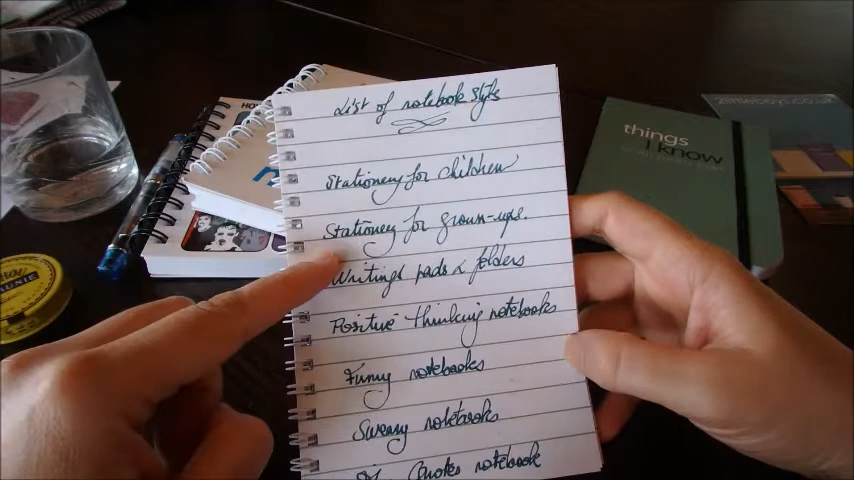 List of notebook style
Stationery for children
Stationery for grown-ups.
Writing pads & folders
Positive thinking notebooks
Funny notebooks
Sweary notebooks
Quotes notebook
things
I know